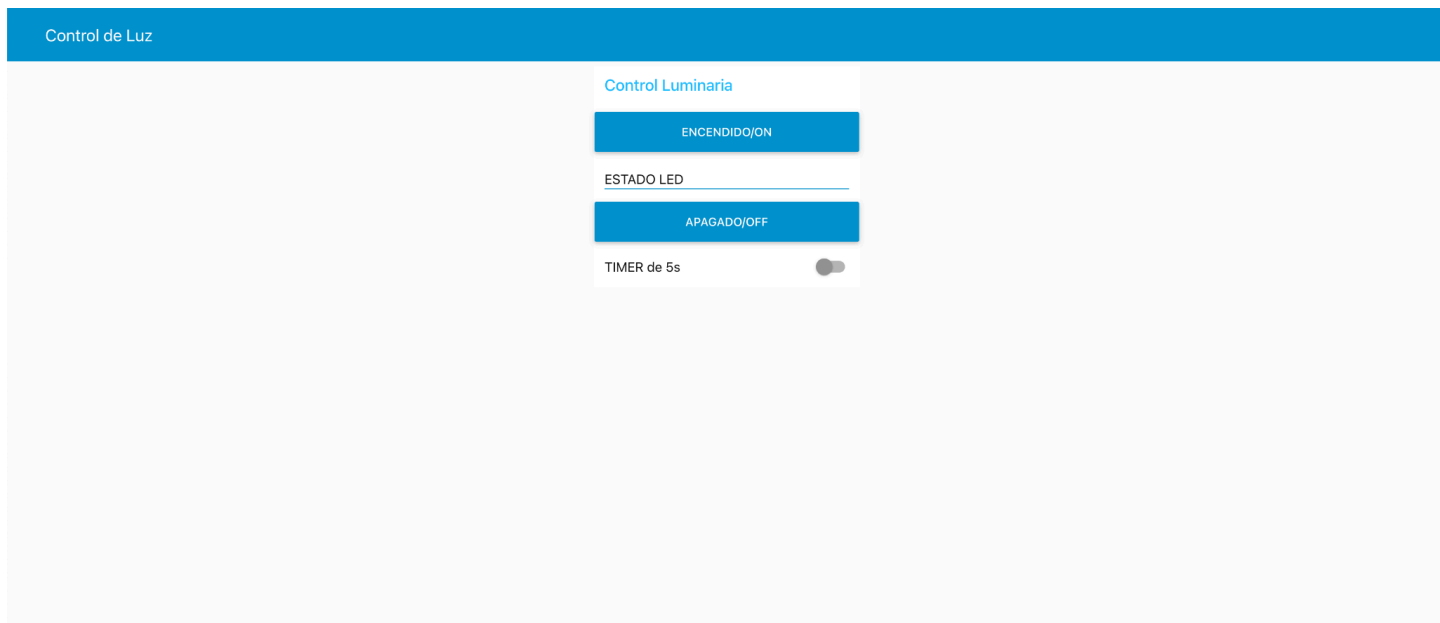 Control de Luz
Control Luminaria
ENCENDIDO/ON
ESTADO LED
APAGADO/OFF
TIMER de 5s